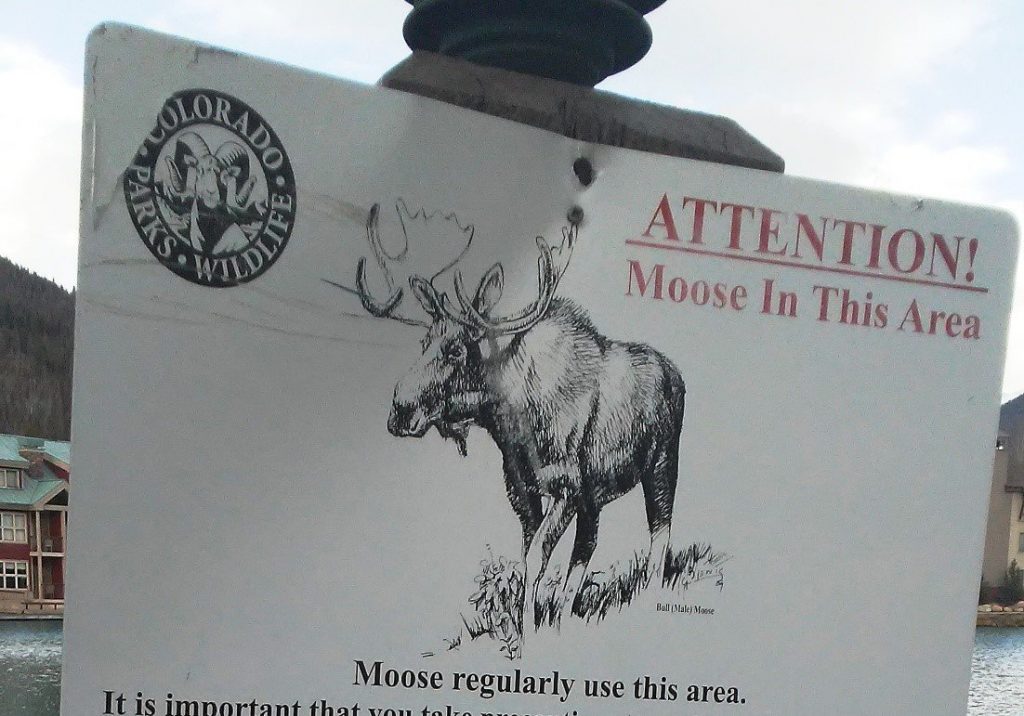 COLORADO
PARKS • WILDLIFE
ATTENTION!
Moose In This Area
Bull (Male) Moose
Moose regularly use this area.
It is important that you take